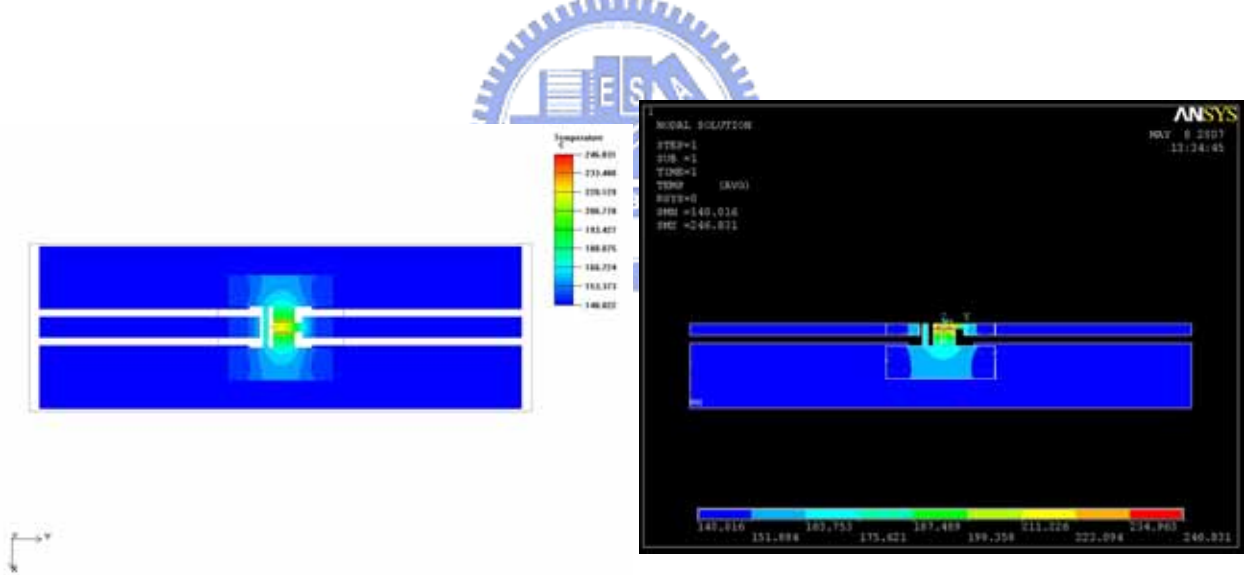 ESA
Temperature
C
246.831
233.480
220.129
206.778
193.427
180.075
166.724
153.373
140.022
Y
X
1
NODAL SOLUTION
STEP=1
SUB =1
TIME=1
TEMP (AVG)
RSYS=0
SMN =140.016
SMX =246.831
ANSYS
MAY 8 2007
13:34:45
Z
Y
MN
140.016 163.753 187.489 211.226 234.963
151.884 175.621 199.358 223.094 246.831